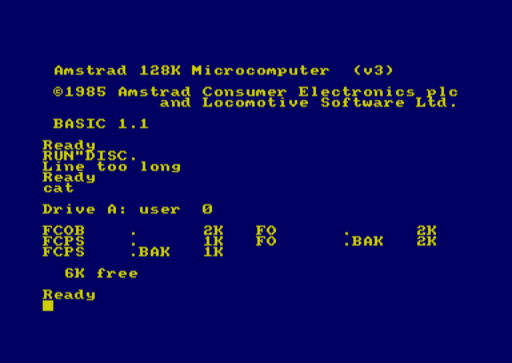 Amstrad 128K Microcomputer (v3)
©1985 Amstrad Consumer Electronics plc
and Locomotive Software Ltd.
BASIC 1.1
Ready
RUN"DISC.
Line too long
Ready
cat
Drive A: user 0
FCOB . 2K FO . 2K
FCPS . 1K FO .BAK 2K
FCPS .BAK 1K
6K free
Ready